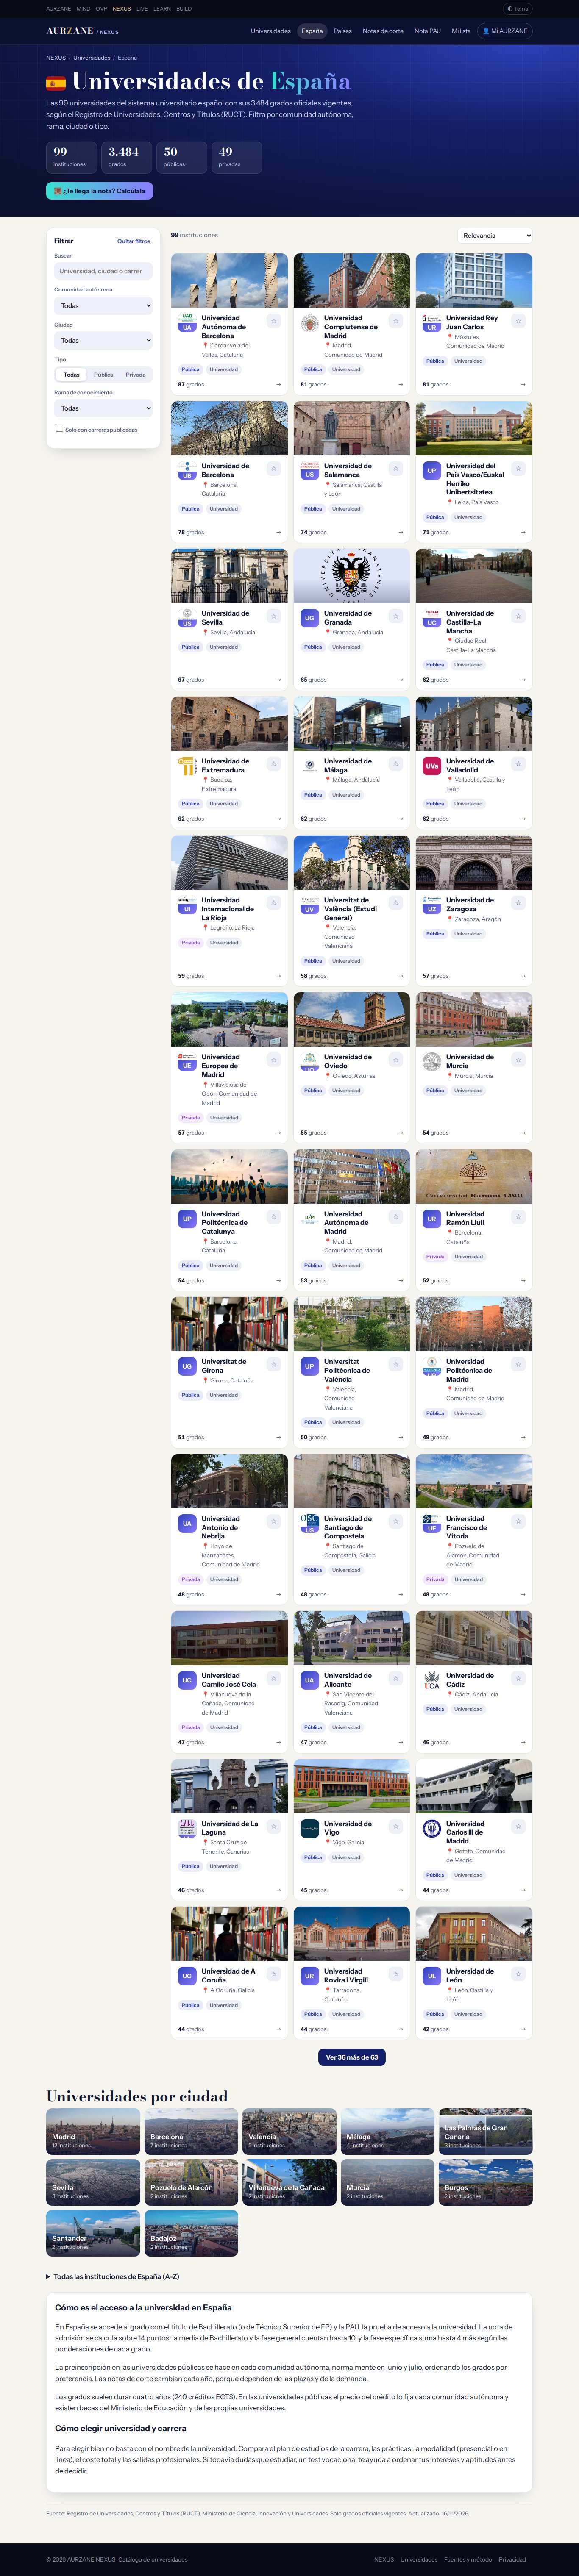 AURZANE MIND OVP NEXUS LIVE LEARN BUILD
Tema
AURZANE / NEXUS
Universidades España Países Notas de corte Nota PAU Mi lista Mi AURZANE
NEXUS / Universidades / España
Universidades de España
Las 99 universidades del sistema universitario español con sus 3.484 grados oficiales vigentes,
según el Registro de Universidades, Centros y Títulos (RUCT). Filtra por comunidad autónoma,
rama, ciudad o tipo.
99 instituciones
3.484 grados
50 públicas
49 privadas
¿Te llega la nota? Calcúlala
Filtrar
Quitar filtros
Buscar
Universidad, ciudad o carrer
Comunidad autónoma
Todas
Ciudad
Todas
Tipo
Todas Pública Privada
Rama de conocimiento
Todas
Solo con carreras publicadas
99 instituciones
Relevancia
UA
Universidad Autónoma de Barcelona
Cerdanyola del Vallès, Cataluña
Pública Universidad
87 grados →
Universidad Complutense de Madrid
Madrid, Comunidad de Madrid
Pública Universidad
81 grados →
UR
Universidad Rey Juan Carlos
Móstoles, Comunidad de Madrid
Pública Universidad
81 grados →
UB
Universidad de Barcelona
Barcelona, Cataluña
Pública Universidad
78 grados →
US
Universidad de Salamanca
Salamanca, Castilla y León
Pública Universidad
74 grados →
UP
Universidad del País Vasco/Euskal Herriko Unibertsitatea
Leioa, País Vasco
Pública Universidad
71 grados →
US
Universidad de Sevilla
Sevilla, Andalucía
Pública Universidad
67 grados →
UG
Universidad de Granada
Granada, Andalucía
Pública Universidad
65 grados →
UC
Universidad de Castilla-La Mancha
Ciudad Real, Castilla-La Mancha
Pública Universidad
62 grados →
Universidad de Extremadura
Badajoz, Extremadura
Pública Universidad
62 grados →
Universidad de Málaga
Málaga, Andalucía
Pública Universidad
62 grados →
UVa
Universidad de Valladolid
Valladolid, Castilla y León
Pública Universidad
62 grados →
unir
UI
Universidad Internacional de La Rioja
Logroño, La Rioja
Privada Universidad
59 grados →
UV
Universitat de València (Estudi General)
Valencia, Comunidad Valenciana
Pública Universidad
58 grados →
UZ
Universidad de Zaragoza
Zaragoza, Aragón
Pública Universidad
57 grados →
UE
Universidad Europea de Madrid
Villaviciosa de Odón, Comunidad de Madrid
Privada Universidad
57 grados →
Universidad de Oviedo
Oviedo, Asturias
Pública Universidad
55 grados →
Universidad de Murcia
Murcia, Murcia
Pública Universidad
54 grados →
UP
Universidad Politécnica de Catalunya
Barcelona, Cataluña
Pública Universidad
54 grados →
Universidad Autónoma de Madrid
Madrid, Comunidad de Madrid
Pública Universidad
53 grados →
Universitat Ramon Llull
UR
Universidad Ramón Llull
Barcelona, Cataluña
Privada Universidad
52 grados →
UG
Universitat de Girona
Girona, Cataluña
Pública Universidad
51 grados →
UP
Universitat Politècnica de València
Valencia, Comunidad Valenciana
Pública Universidad
50 grados →
Universidad Politécnica de Madrid
Madrid, Comunidad de Madrid
Pública Universidad
49 grados →
UA
Universidad Antonio de Nebrija
Hoyo de Manzanares, Comunidad de Madrid
Privada Universidad
48 grados →
USC
US
Universidad de Santiago de Compostela
Santiago de Compostela, Galicia
Pública Universidad
48 grados →
UF
Universidad Francisco de Vitoria
Pozuelo de Alarcón, Comunidad de Madrid
Privada Universidad
48 grados →
UC
Universidad Camilo José Cela
Villanueva de la Cañada, Comunidad de Madrid
Privada Universidad
47 grados →
UA
Universidad de Alicante
San Vicente del Raspeig, Comunidad Valenciana
Pública Universidad
47 grados →
UCA
Universidad de Cádiz
Cádiz, Andalucía
Pública Universidad
46 grados →
ULL
Universidad de La Laguna
Santa Cruz de Tenerife, Canarias
Pública Universidad
46 grados →
Universidad de Vigo
Vigo, Galicia
Pública Universidad
45 grados →
Universidad Carlos III de Madrid
Getafe, Comunidad de Madrid
Pública Universidad
44 grados →
UC
Universidad de A Coruña
A Coruña, Galicia
Pública Universidad
44 grados →
UR
Universidad Rovira i Virgili
Tarragona, Cataluña
Pública Universidad
44 grados →
UL
Universidad de León
León, Castilla y León
Pública Universidad
42 grados →
Ver 36 más de 63
Universidades por ciudad
Madrid
12 instituciones
Barcelona
7 instituciones
Valencia
5 instituciones
Málaga
4 instituciones
Las Palmas de Gran Canaria
3 instituciones
Sevilla
3 instituciones
Pozuelo de Alarcón
2 instituciones
Villanueva de la Cañada
2 instituciones
Murcia
2 instituciones
Burgos
2 instituciones
Santander
2 instituciones
Badajoz
2 instituciones
Todas las instituciones de España (A-Z)
Cómo es el acceso a la universidad en España
En España se accede al grado con el título de Bachillerato (o de Técnico Superior de FP) y la PAU, la prueba de acceso a la universidad. La nota de
admisión se calcula sobre 14 puntos: la media de Bachillerato y la fase general cuentan hasta 10, y la fase específica suma hasta 4 más según las
ponderaciones de cada grado.
La preinscripción en las universidades públicas se hace en cada comunidad autónoma, normalmente en junio y julio, ordenando los grados por
preferencia. Las notas de corte cambian cada año, porque dependen de las plazas y de la demanda.
Los grados suelen durar cuatro años (240 créditos ECTS). En las universidades públicas el precio del crédito lo fija cada comunidad autónoma y
existen becas del Ministerio de Educación y de las propias universidades.
Cómo elegir universidad y carrera
Para elegir bien no basta con el nombre de la universidad. Compara el plan de estudios de la carrera, las prácticas, la modalidad (presencial o en
línea), el coste total y las salidas profesionales. Si todavía dudas qué estudiar, un test vocacional te ayuda a ordenar tus intereses y aptitudes antes
de decidir.
Fuente: Registro de Universidades, Centros y Títulos (RUCT), Ministerio de Ciencia, Innovación y Universidades. Solo grados oficiales vigentes. Actualizado: 16/11/2026.
© 2026 AURZANE NEXUS · Catálogo de universidades
NEXUS Universidades Fuentes y método Privacidad